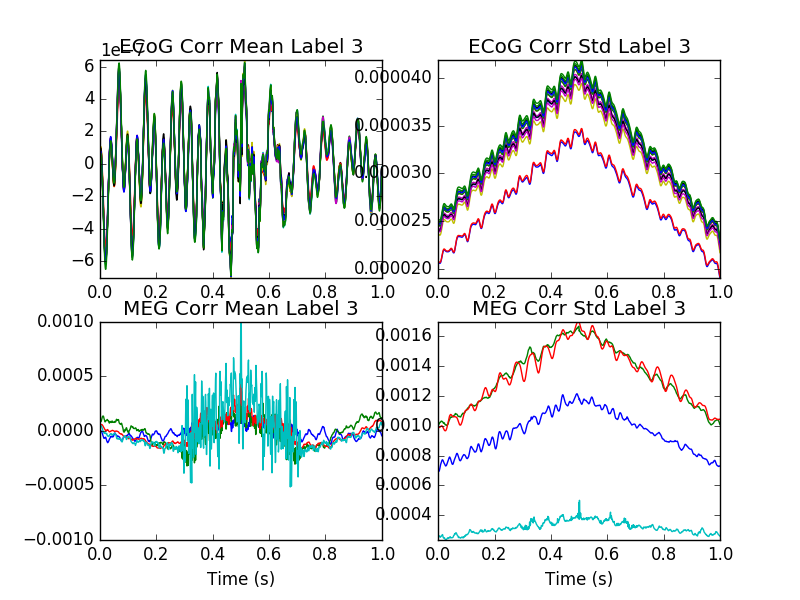 1e−7
ECoG Corr Mean Label 3
ECoG Corr Std Label 3
6
4
2
0
−2
−4
−6
0.0 0.2 0.4 0.6 0.8 1.0
0.000040
0.000035
0.000030
0.000025
0.000020
0.0 0.2 0.4 0.6 0.8 1.0
MEG Corr Mean Label 3
MEG Corr Std Label 3
0.0010
0.0005
0.0000
−0.0005
−0.0010
0.0 0.2 0.4 0.6 0.8 1.0
Time (s)
0.0016
0.0014
0.0012
0.0010
0.0008
0.0006
0.0004
0.0 0.2 0.4 0.6 0.8 1.0
Time (s)